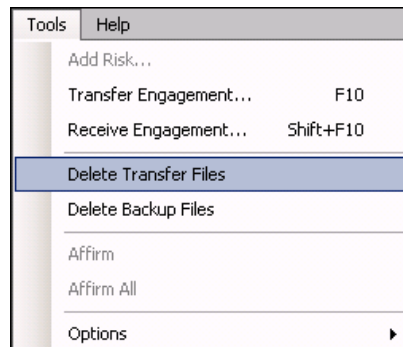 Tools Help
Add Risk...
Transfer Engagement... F10
Receive Engagement... Shift+F10
Delete Transfer Files
Delete Backup Files
Affirm
Affirm All
Options